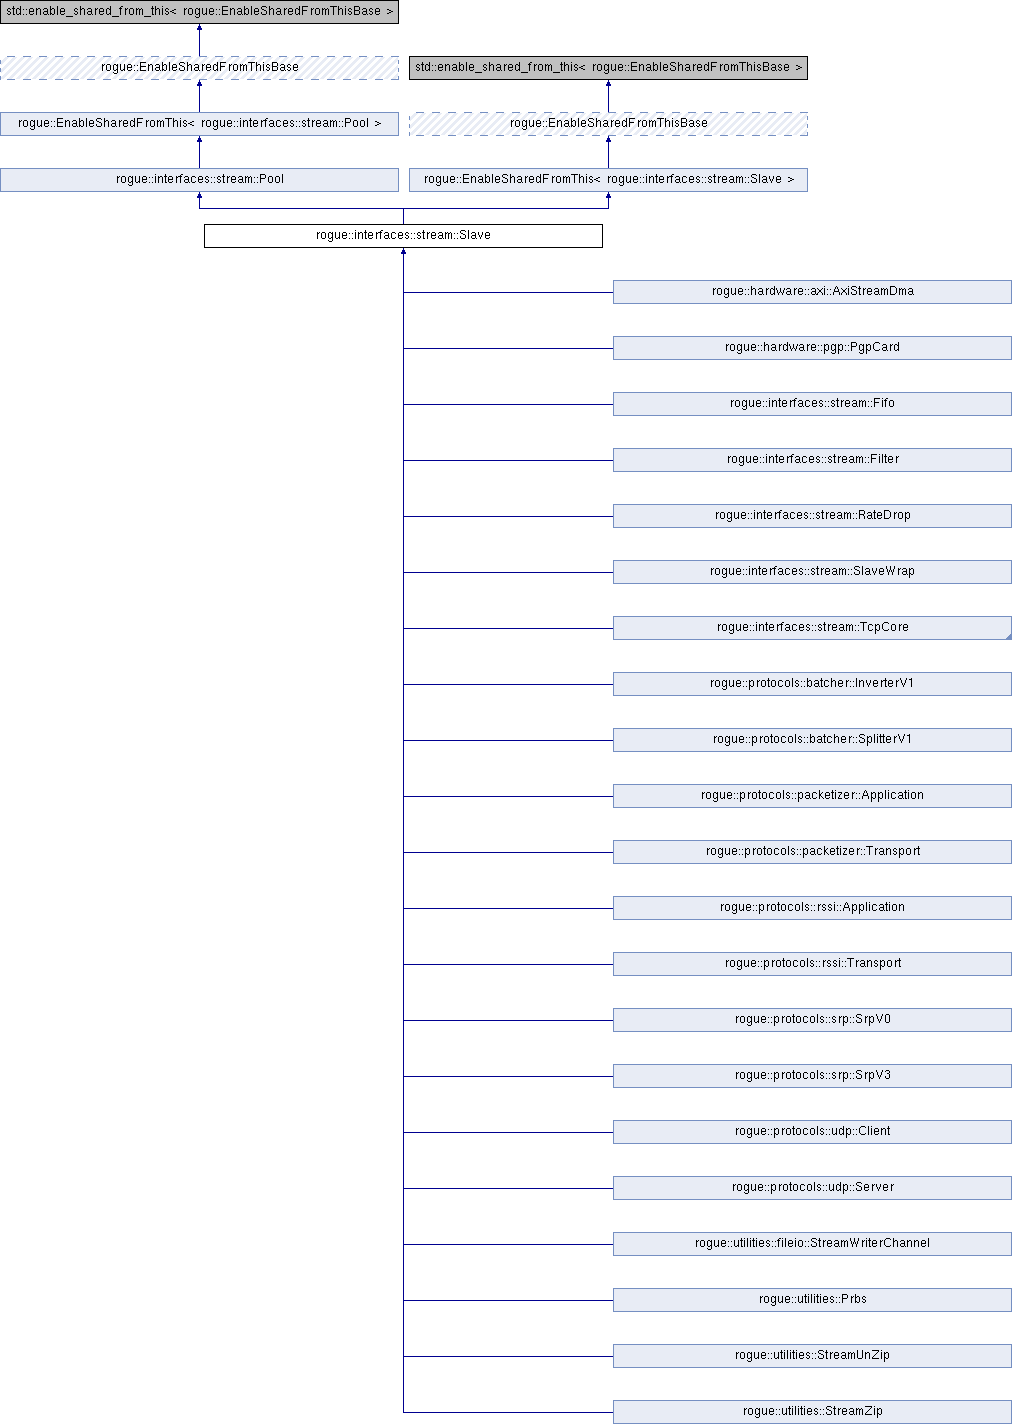 std::enable_shared_from_this< rogue::EnableSharedFromThisBase >
rogue::EnableSharedFromThisBase
std::enable_shared_from_this< rogue::EnableSharedFromThisBase >
rogue::EnableSharedFromThis< rogue::interfaces::stream::Pool >
rogue::EnableSharedFromThisBase
rogue::interfaces::stream::Pool
rogue::EnableSharedFromThis< rogue::interfaces::stream::Slave >
rogue::interfaces::stream::Slave
rogue::hardware::axi::AxiStreamDma
rogue::hardware::pgp::PgpCard
rogue::interfaces::stream::Fifo
rogue::interfaces::stream::Filter
rogue::interfaces::stream::RateDrop
rogue::interfaces::stream::SlaveWrap
rogue::interfaces::stream::TcpCore
rogue::protocols::batcher::InverterV1
rogue::protocols::batcher::SplitterV1
rogue::protocols::packetizer::Application
rogue::protocols::packetizer::Transport
rogue::protocols::rssi::Application
rogue::protocols::rssi::Transport
rogue::protocols::srp::SrpV0
rogue::protocols::srp::SrpV3
rogue::protocols::udp::Client
rogue::protocols::udp::Server
rogue::utilities::fileio::StreamWriterChannel
rogue::utilities::Prbs
rogue::utilities::StreamUnZip
rogue::utilities::StreamZip